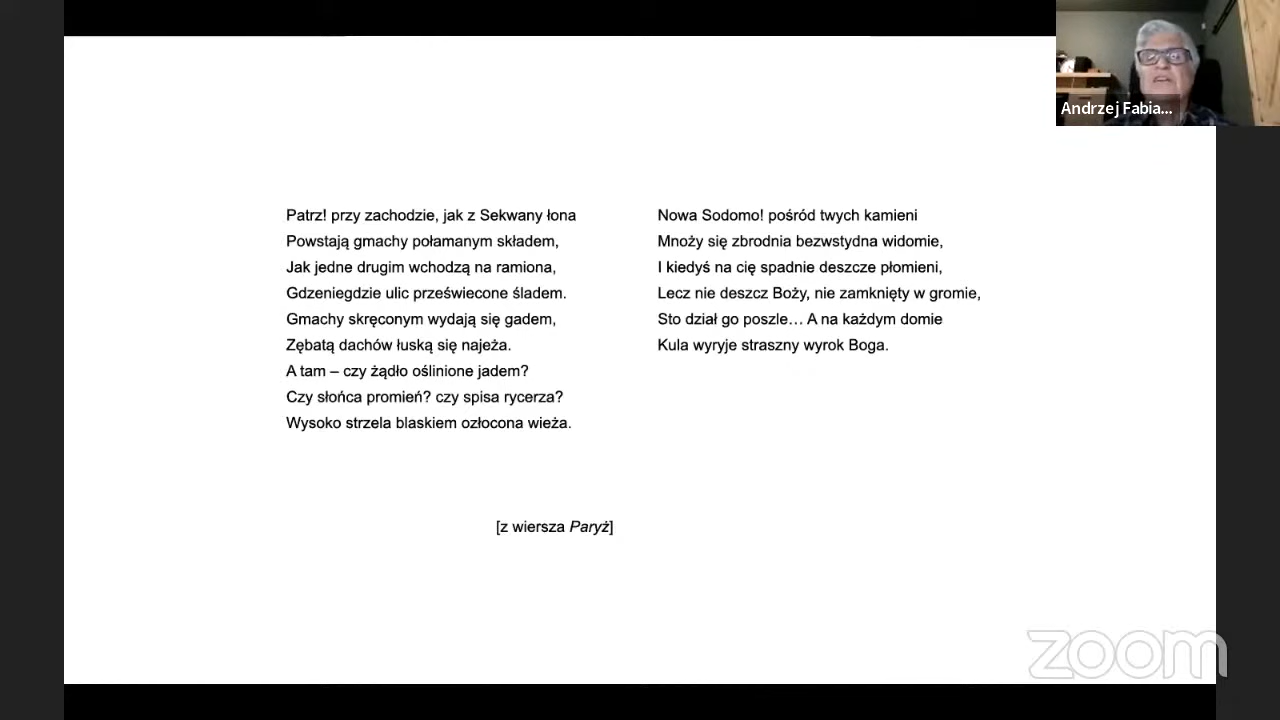 Patrz! przy zachodzie, jak z Sekwany łona
Powstają gmachy połamanym składem,
Jak jedne drugim wchodzą na ramiona,
Gdzeniegdzie ulic przeświecone śladem.
Gmachy skręconym wydają się gadem,
Zębatą dachów łuską się najeża.
A tam – czy żądło oślinione jadem?
Czy słońca promień? czy spisa rycerza?
Wysoko strzela blaskiem ozłocona wieża.
Nowa Sodomo! pośród twych kamieni
Mnoży się zbrodnia bezwstydna widomie,
I kiedyś na cię spadnie deszcze płomieni,
Lecz nie deszcz Boży, nie zamknięty w gromie,
Sto dział go poszle… A na każdym domie
Kula wyryje straszny wyrok Boga.
[z wiersza Paryż]
Andrzej Fabia...
zoom